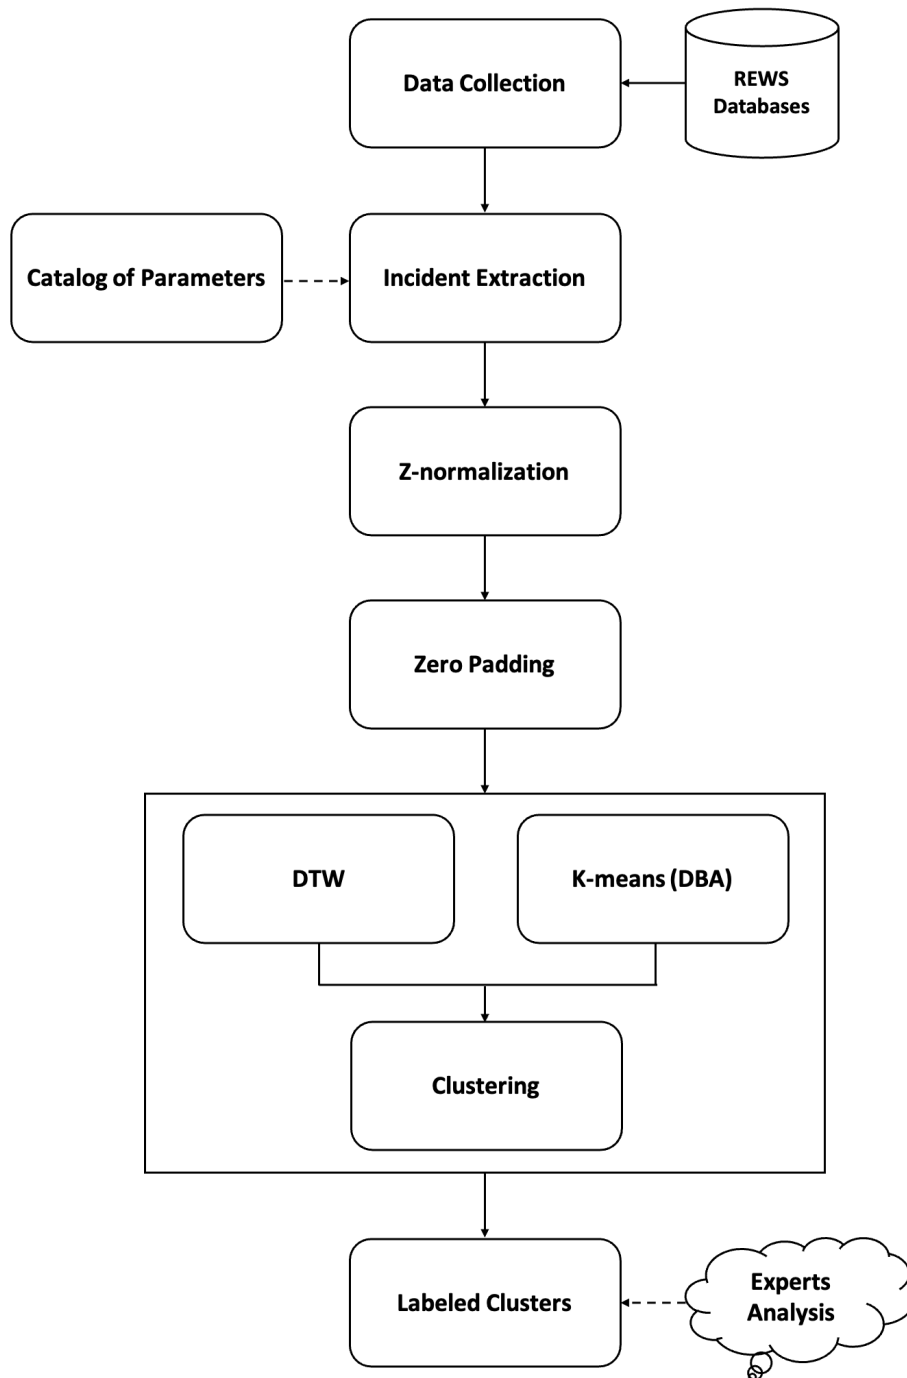 Data Collection
REWS
Databases
Catalog of Parameters
Incident Extraction
Z-normalization
Zero Padding
DTW
K-means (DBA)
Clustering
Labeled Clusters
Experts
Analysis